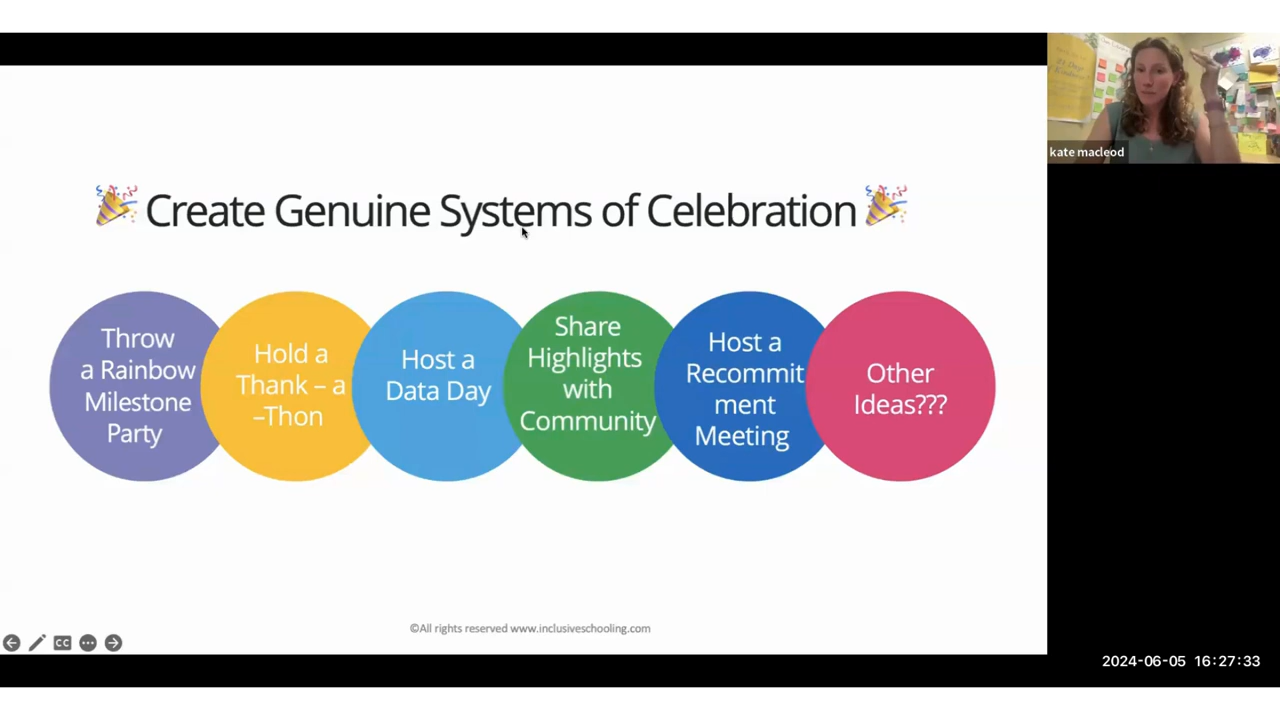 kate macleod
Create Genuine Systems of Celebration
Throw
a Rainbow
Milestone
Party
Hold a
Thank – a
–Thon
Host a
Data Day
Share
Highlights
with
Community
Host a
Recommit
ment
Meeting
Other
Ideas???
©All rights reserved www.inclusiveschooling.com
CC
2024-06-05 16:27:33